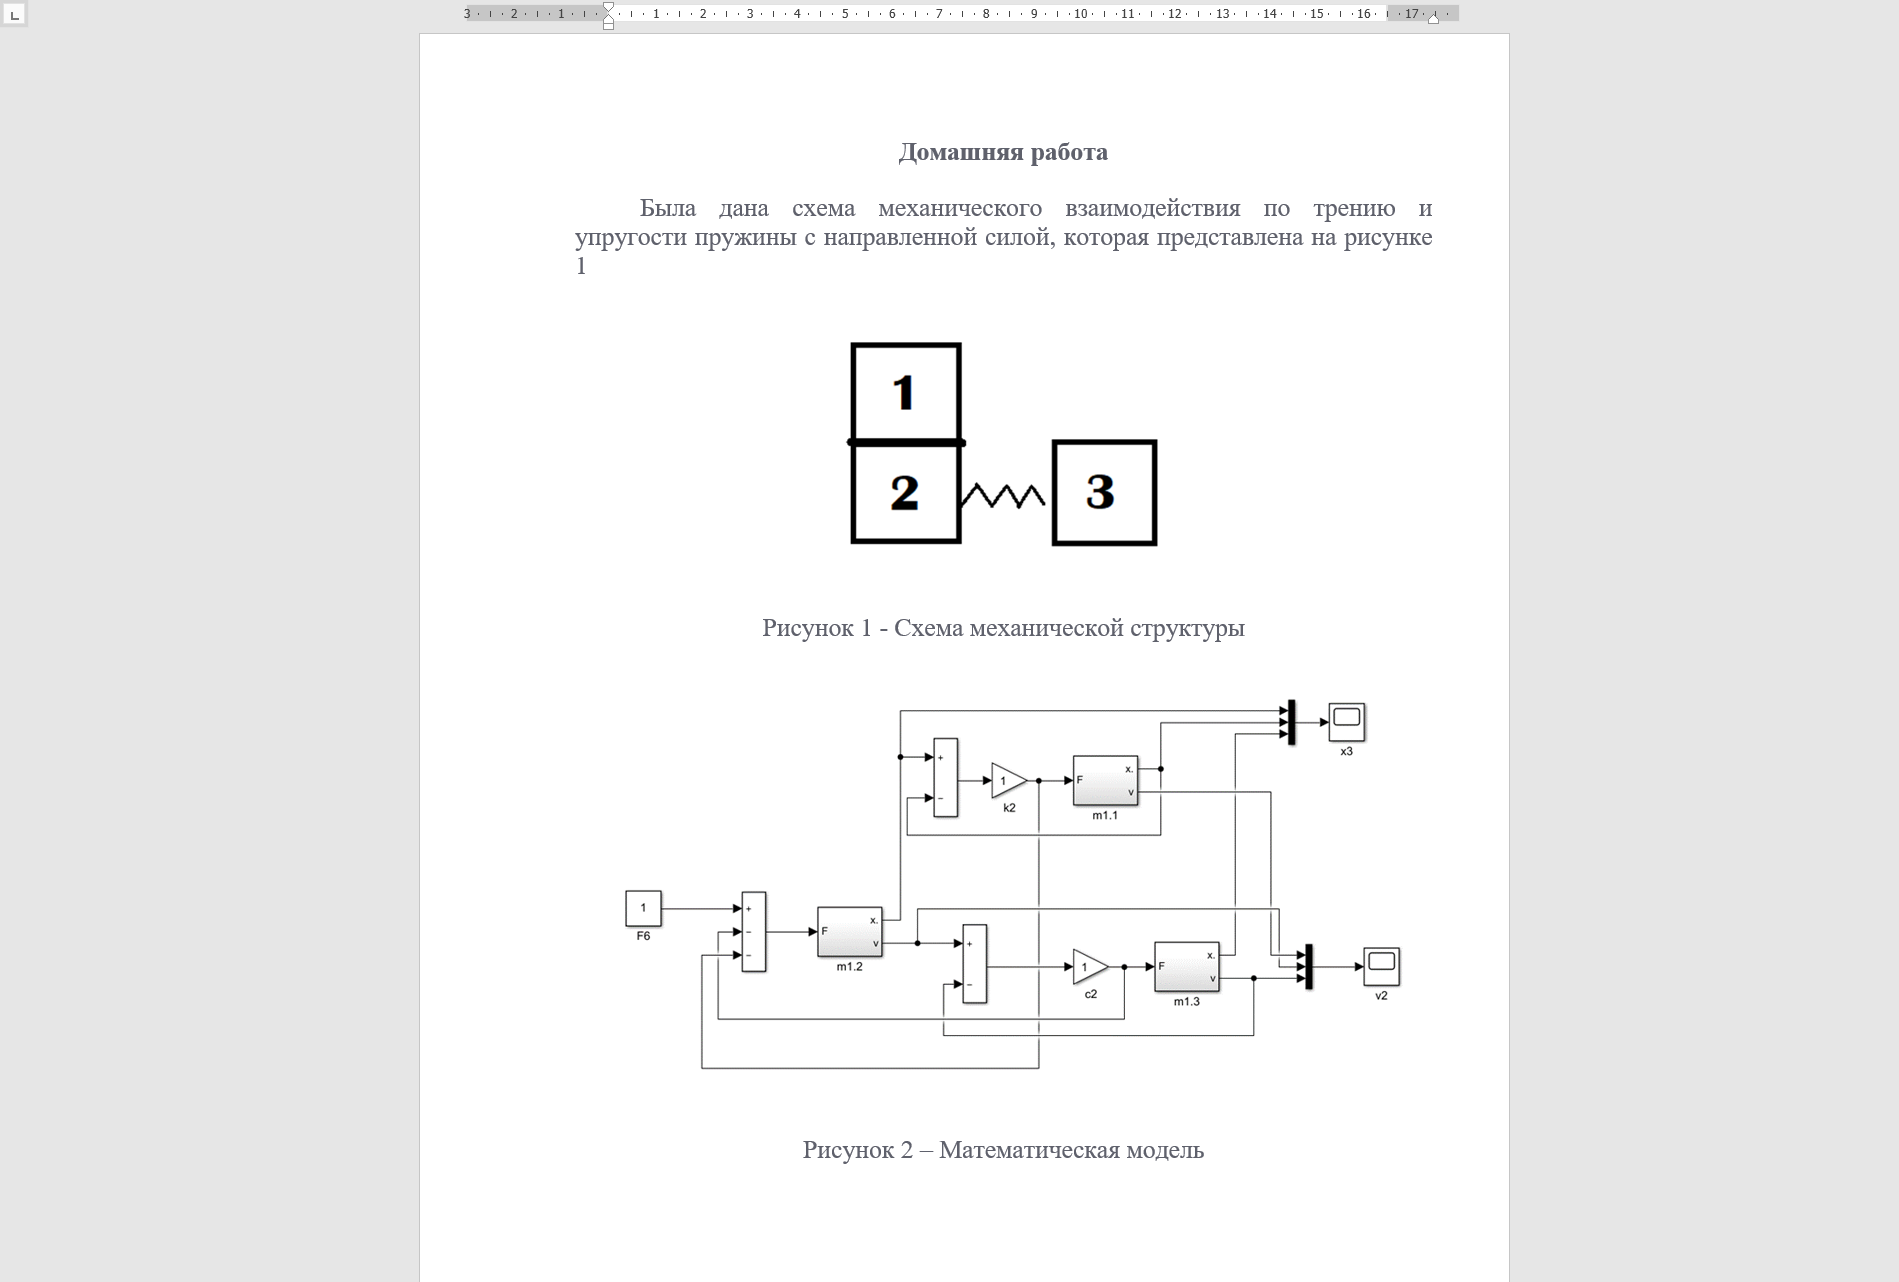 3 2 1 1 2 3 4 5 6 7 8 9 10 11 12 13 14 15 16 17
Домашняя работа
Была дана схема механического взаимодействия по трению и
упругости пружины с направленной силой, которая представлена на рисунке
1
1
2
3
Рисунок 1 - Схема механической структуры
x3
+
−
1
k2
F
x.
v
m1.1
1
F6
+
−
−
F
x.
v
m1.2
+
−
1
c2
F
x.
v
m1.3
v2
Рисунок 2 – Математическая модель